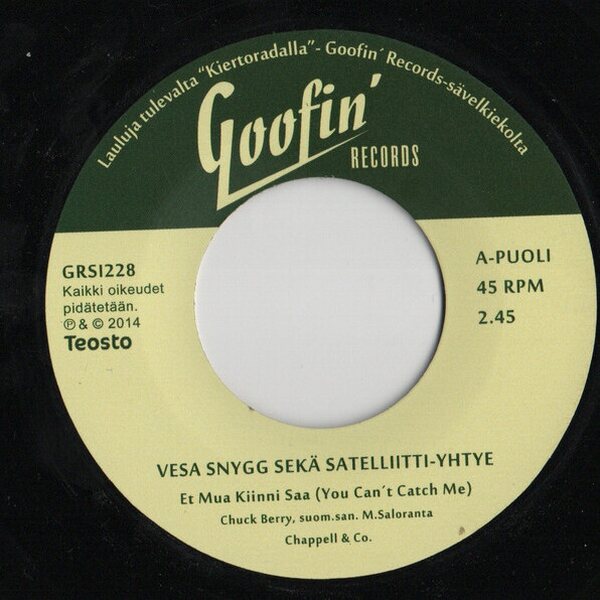 Lauluja tulevalta "Kiertoradalla"- Goofin´ Records-sävelkiekolta
Goofin'
RECORDS
GRSI228
Kaikki oikeudet
pidätetään.
℗ & © 2014
Teosto
A-PUOLI
45 RPM
2.45
VESA SNYGG SEKÄ SATELLIITTI-YHTYE
Et Mua Kiinni Saa (You Can´t Catch Me)
Chuck Berry, suom.san. M.Saloranta
Chappell & Co.